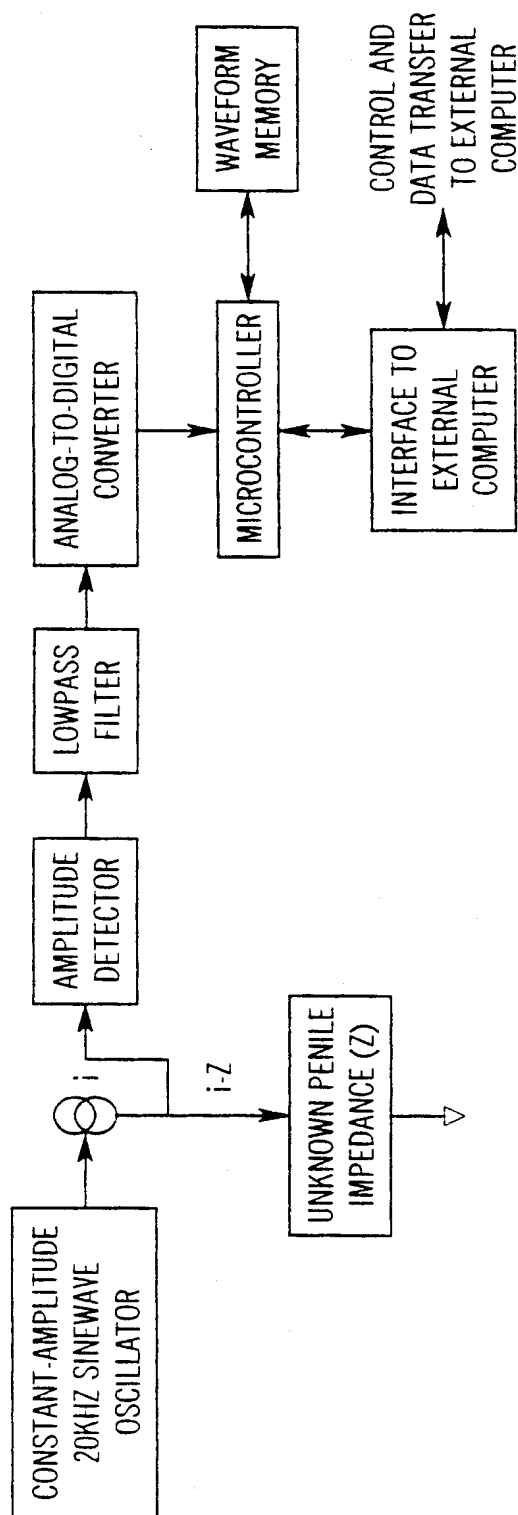 CONSTANT-AMPLITUDE
20KHZ SINEWAVE
OSCILLATOR
i
i-Z
UNKNOWN PENILE
IMPEDANCE (Z)
AMPLITUDE
DETECTOR
LOWPASS
FILTER
ANALOG-TO-DIGITAL
CONVERTER
MICROCONTROLLER
WAVEFORM
MEMORY
INTERFACE TO
EXTERNAL
COMPUTER
CONTROL AND
DATA TRANSFER
TO EXTERNAL
COMPUTER